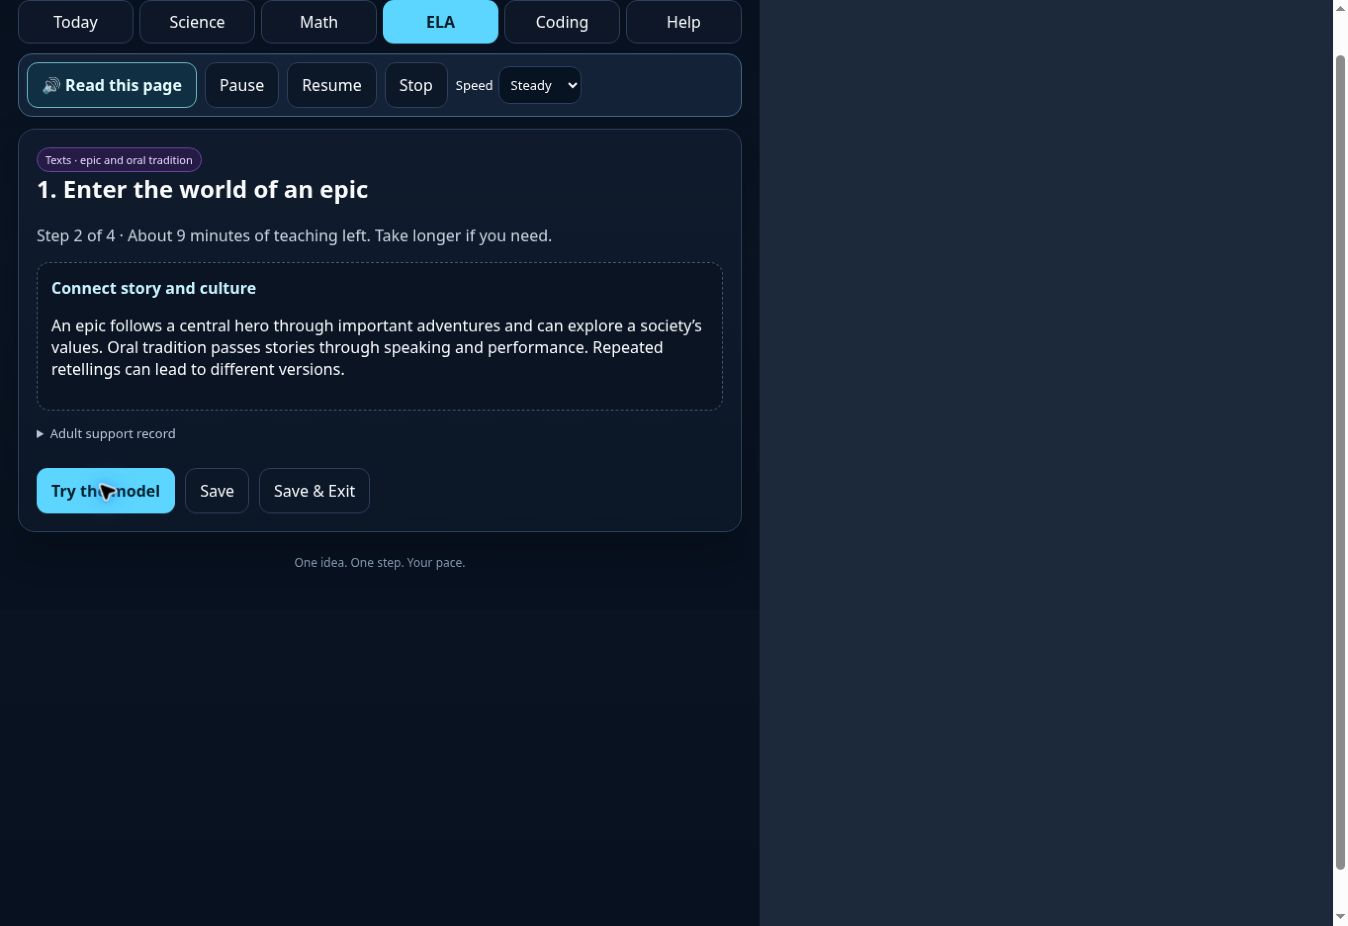 Today Science Math ELA Coding Help
🔊 Read this page Pause Resume Stop Speed Steady
Texts · epic and oral tradition
1. Enter the world of an epic
Step 2 of 4 · About 9 minutes of teaching left. Take longer if you need.
Connect story and culture
An epic follows a central hero through important adventures and can explore a society’s
values. Oral tradition passes stories through speaking and performance. Repeated
retellings can lead to different versions.
Adult support record
Try the model Save Save & Exit
One idea. One step. Your pace.